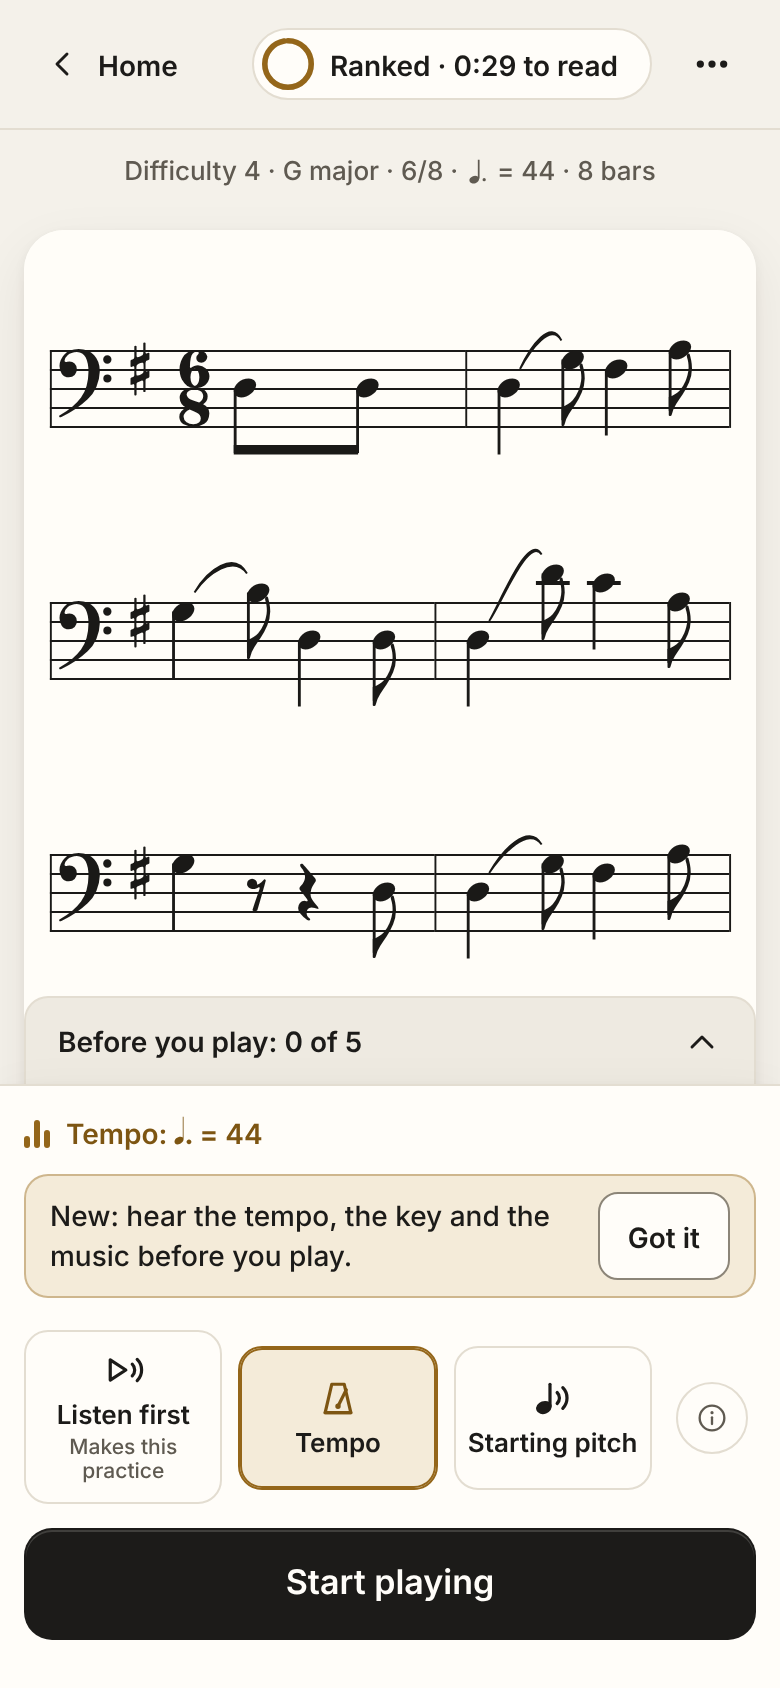 Home
Ranked · 0:29 to read
Difficulty 4 · G major · 6/8 · ♩. = 44 · 8 bars
6
8
Before you play: 0 of 5
Tempo: ♩. = 44
New: hear the tempo, the key and the
music before you play.
Got it
Listen first
Makes this
practice
Tempo
Starting pitch
Start playing